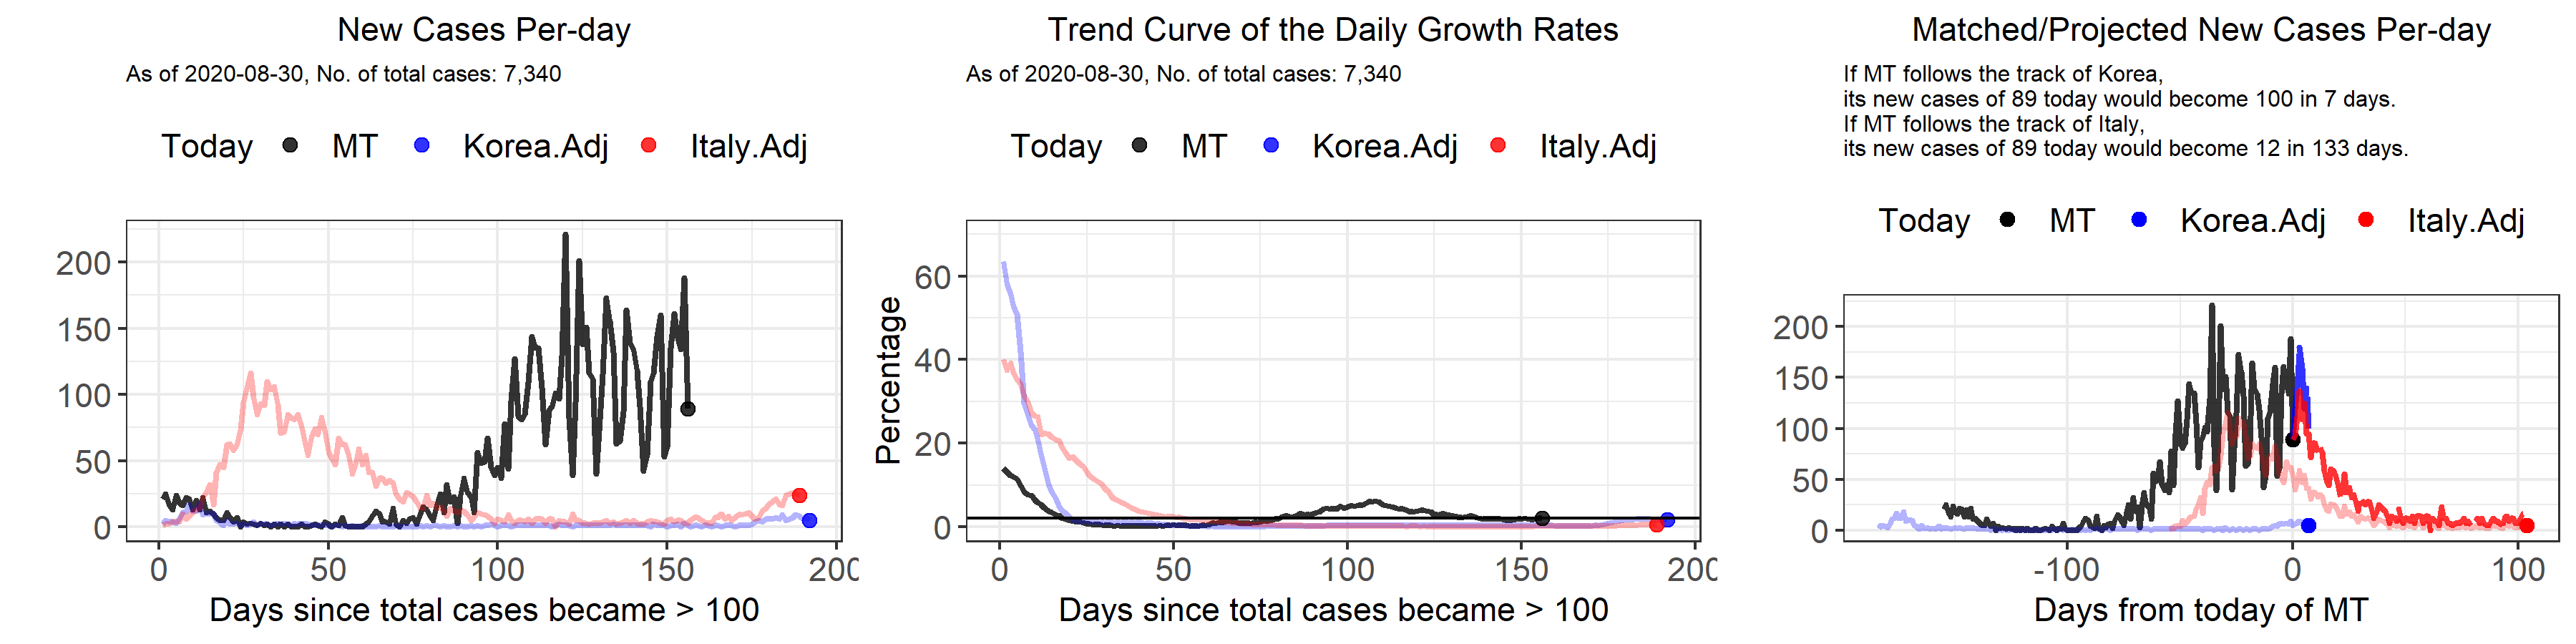 New Cases Per-day
As of 2020-08-30, No. of total cases: 7,340
Today MT Korea.Adj Italy.Adj
200
150
100
50
0
0 50 100 150 200
Days since total cases became > 100
Trend Curve of the Daily Growth Rates
As of 2020-08-30, No. of total cases: 7,340
Today MT Korea.Adj Italy.Adj
Percentage
60
40
20
0
0 50 100 150 200
Days since total cases became > 100
Matched/Projected New Cases Per-day
If MT follows the track of Korea,
its new cases of 89 today would become 100 in 7 days.
If MT follows the track of Italy,
its new cases of 89 today would become 12 in 133 days.
Today MT Korea.Adj Italy.Adj
200
150
100
50
0
-100 0 100
Days from today of MT